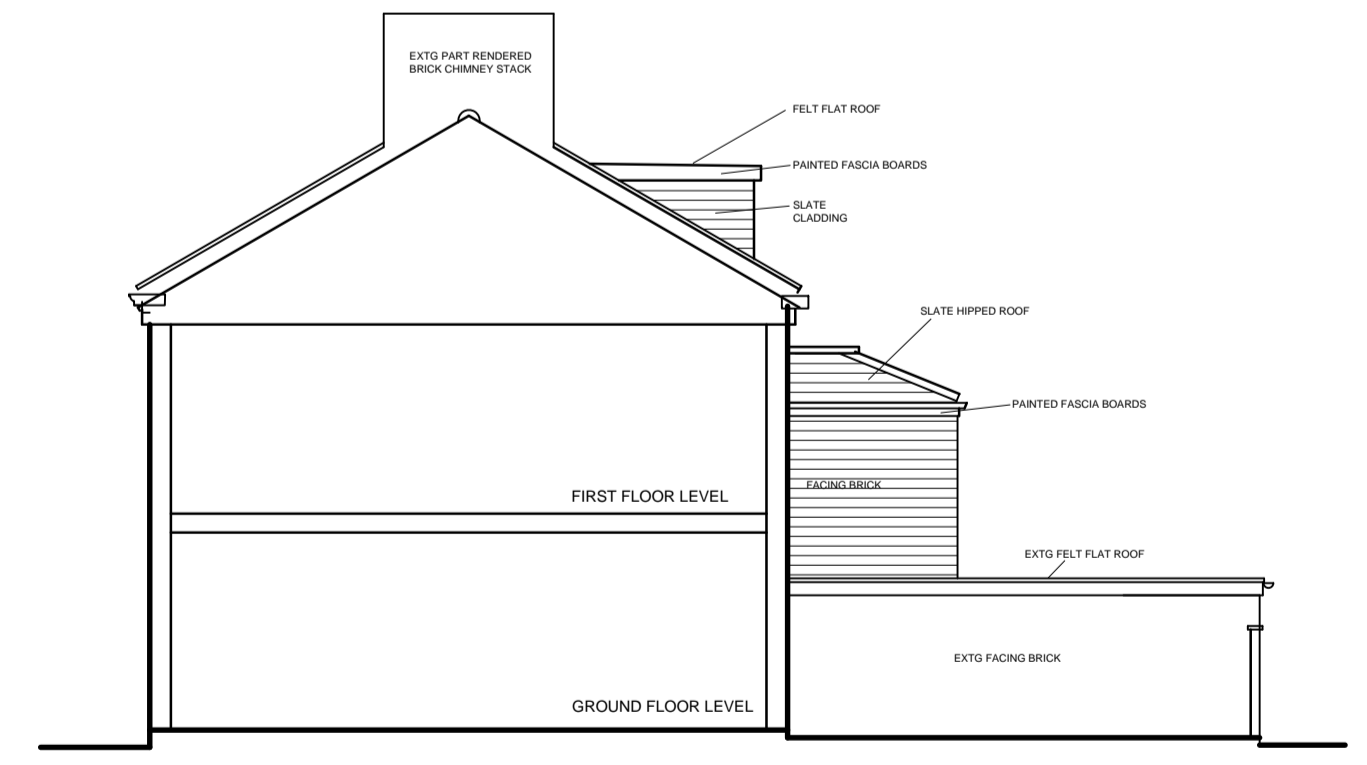 EXTG PART RENDERED
BRICK CHIMNEY STACK
FELT FLAT ROOF
PAINTED FASCIA BOARDS
SLATE
CLADDING
SLATE HIPPED ROOF
PAINTED FASCIA BOARDS
FACING BRICK
FIRST FLOOR LEVEL
EXTG FELT FLAT ROOF
EXTG FACING BRICK
GROUND FLOOR LEVEL